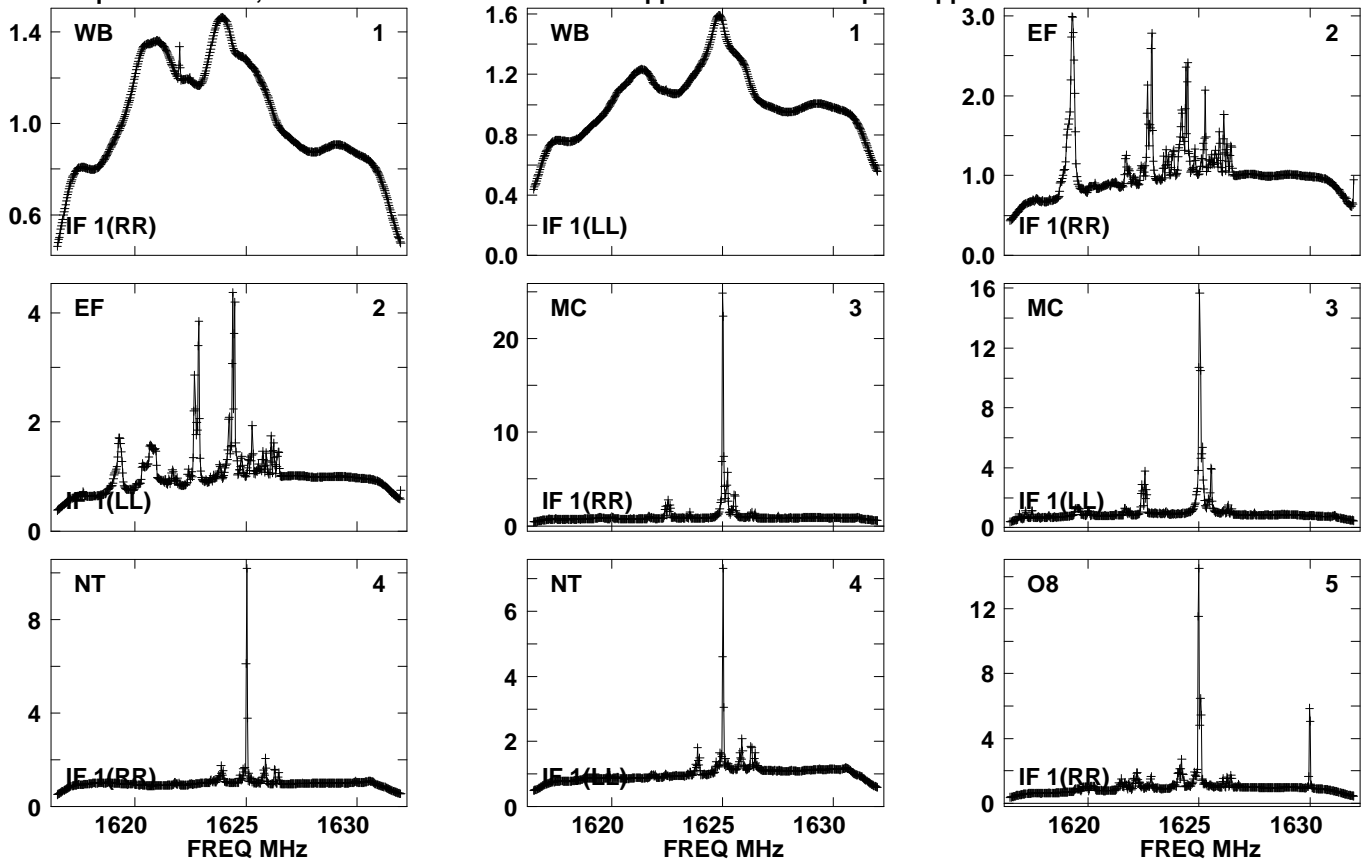 WB 1
1.4
1.0
0.6
IF 1(RR)
WB 1
1.6
1.2
0.8
0.4
0.0
IF 1(LL)
EF 2
3.0
2.0
1.0
0.0
IF 1(RR)
EF 2
4
2
0
IF 1(LL)
MC 3
20
10
0
IF 1(RR)
MC 3
16
12
8
4
0
IF 1(LL)
NT 4
8
4
0
IF 1(RR)
1620 1625 1630
FREQ MHz
NT 4
6
4
2
0
IF 1(LL)
1620 1625 1630
FREQ MHz
O8 5
12
8
4
0
IF 1(RR)
1620 1625 1630
FREQ MHz